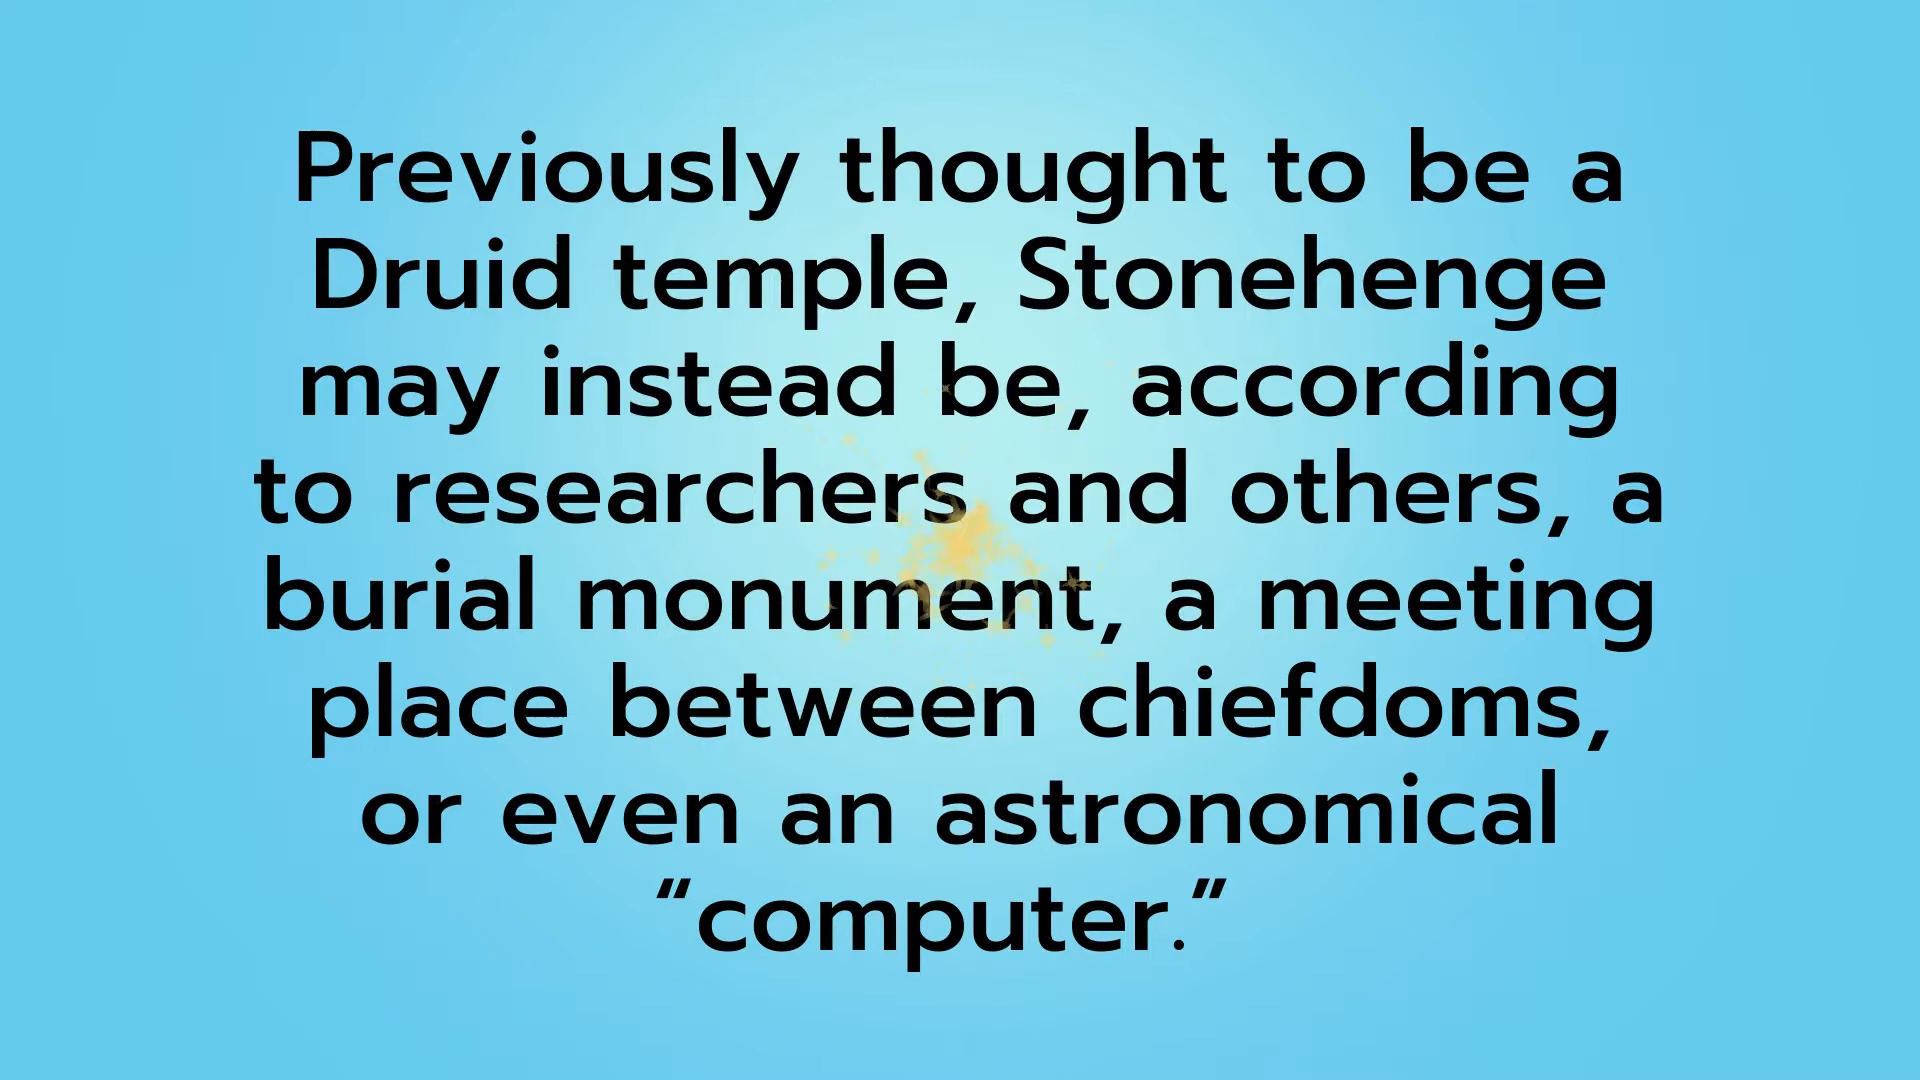 Previously thought to be a
Druid temple, Stonehenge
may instead be, according
to researchers and others, a
burial monument, a meeting
place between chiefdoms,
or even an astronomical
“computer.”